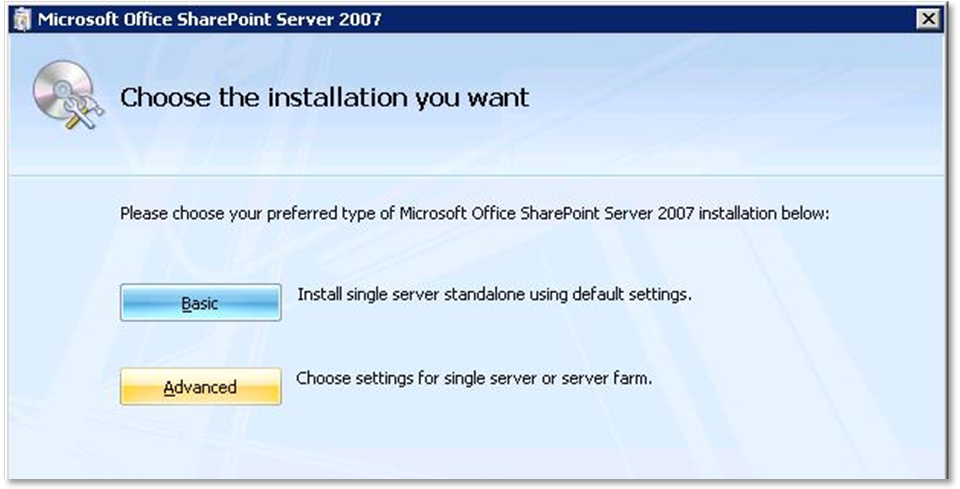 Microsoft Office SharePoint Server 2007
Choose the installation you want
Please choose your preferred type of Microsoft Office SharePoint Server 2007 installation below:
Basic
Install single server standalone using default settings.
Advanced
Choose settings for single server or server farm.